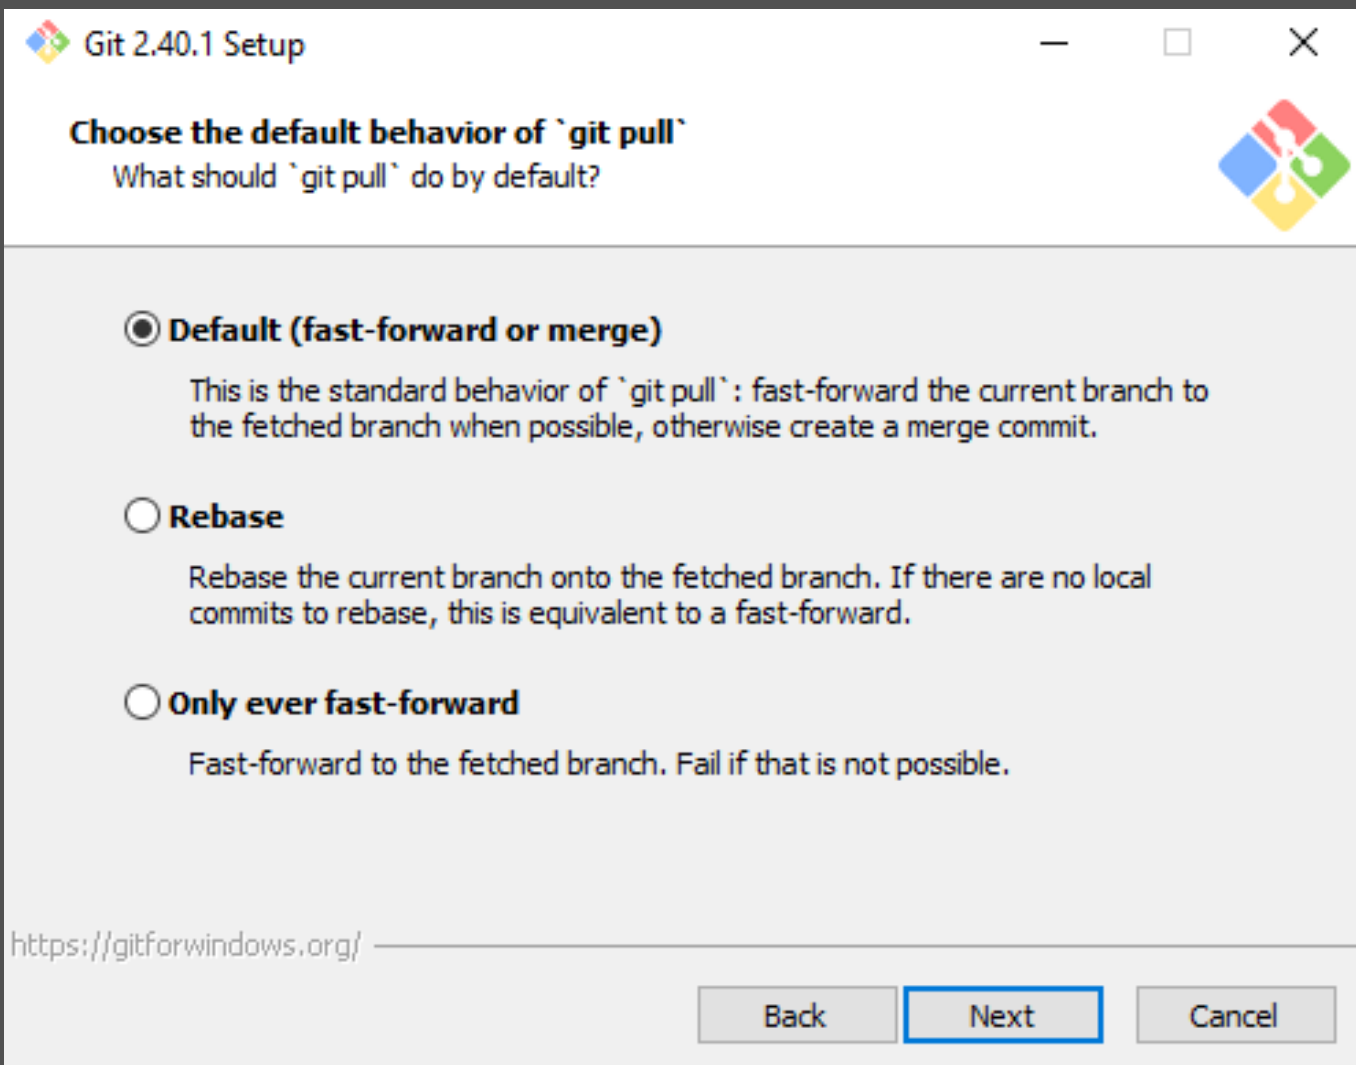 Git 2.40.1 Setup
Choose the default behavior of `git pull`
What should `git pull` do by default?
Default (fast-forward or merge)
This is the standard behavior of `git pull`: fast-forward the current branch to
the fetched branch when possible, otherwise create a merge commit.
Rebase
Rebase the current branch onto the fetched branch. If there are no local
commits to rebase, this is equivalent to a fast-forward.
Only ever fast-forward
Fast-forward to the fetched branch. Fail if that is not possible.
https://gitforwindows.org/
Back Next Cancel